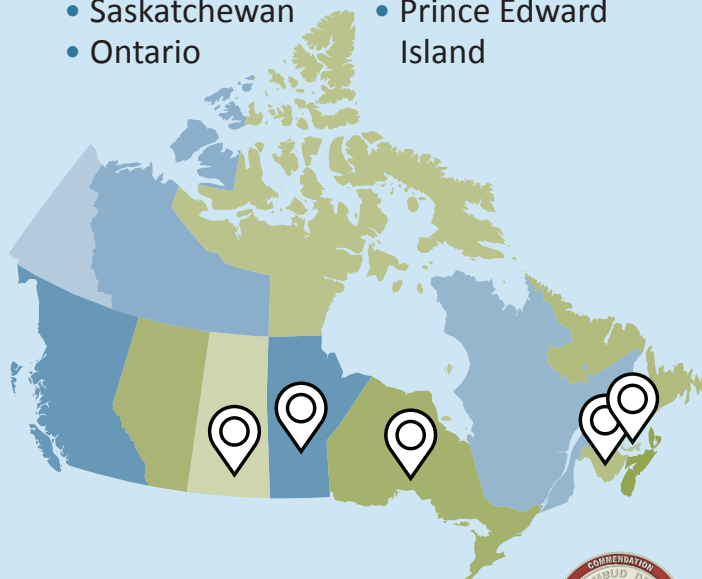 • Saskatchewan
• Ontario
• Prince Edward
Island
COMMENDATION